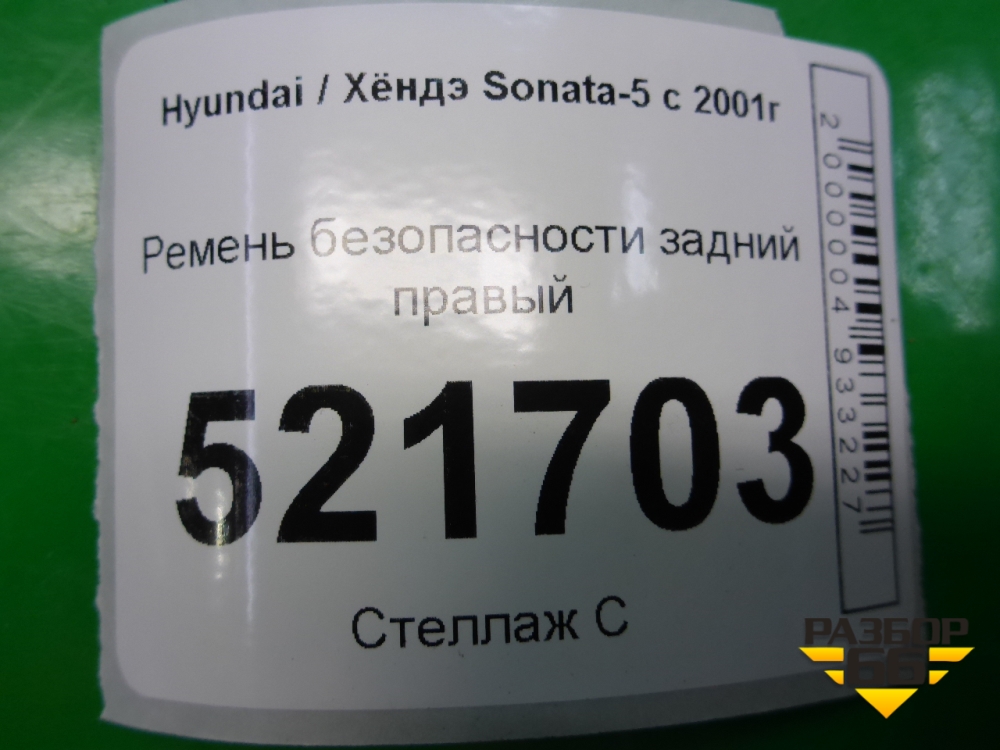 Hyundai / Хёндэ Sonata-5 с 2001г
Ремень безопасности задний
правый
521703
Стеллаж С
2000004933227
РАЗБОР
66